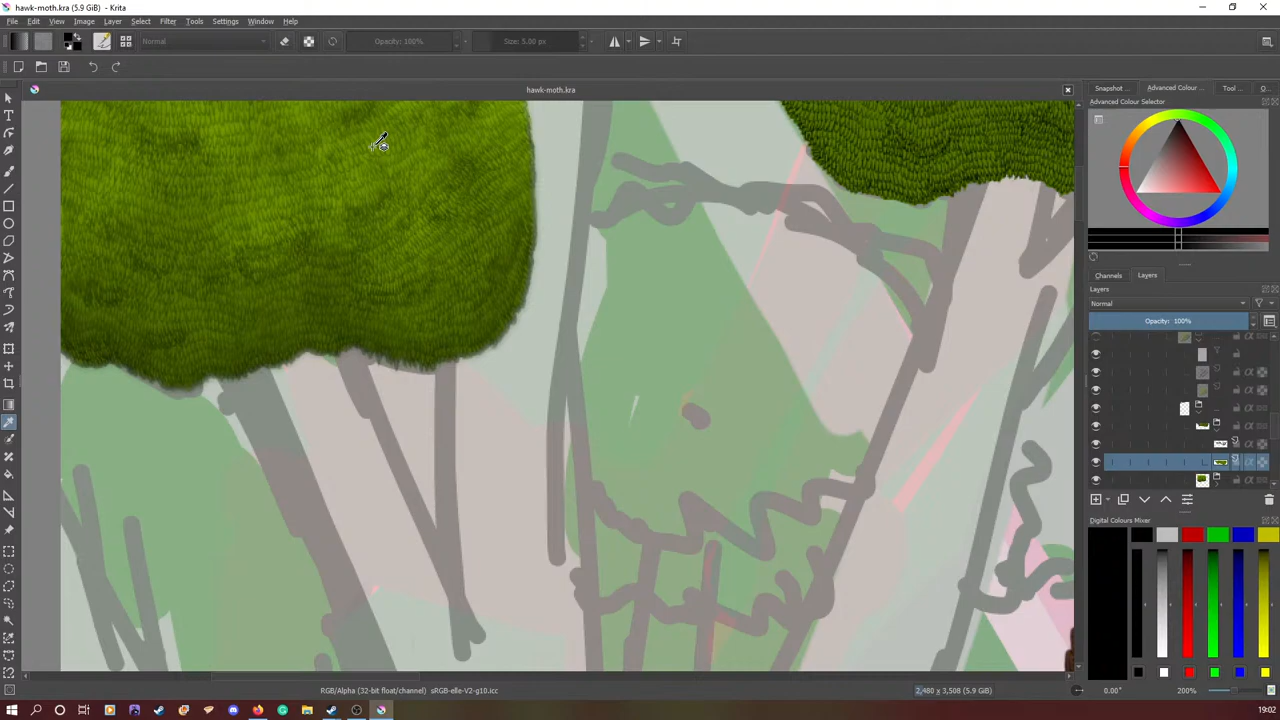 hawk-moth.kra (5.9 GiB) - Krita
File Edit View Image Layer Select Filter Tools Settings Window Help
Normal Opacity: 100% Size: 5.00 px
hawk-moth.kra
Snapshot ... Advanced Colour ... Tool ... O...
Advanced Colour Selector
Channels Layers
Layers
Normal
Opacity: 100%
Digital Colours Mixer
RGB/Alpha (32-bit float/channel) sRGB-elle-V2-g10.icc 2,480 x 3,508 (5.9 GiB) 0.00° 200%
19:02